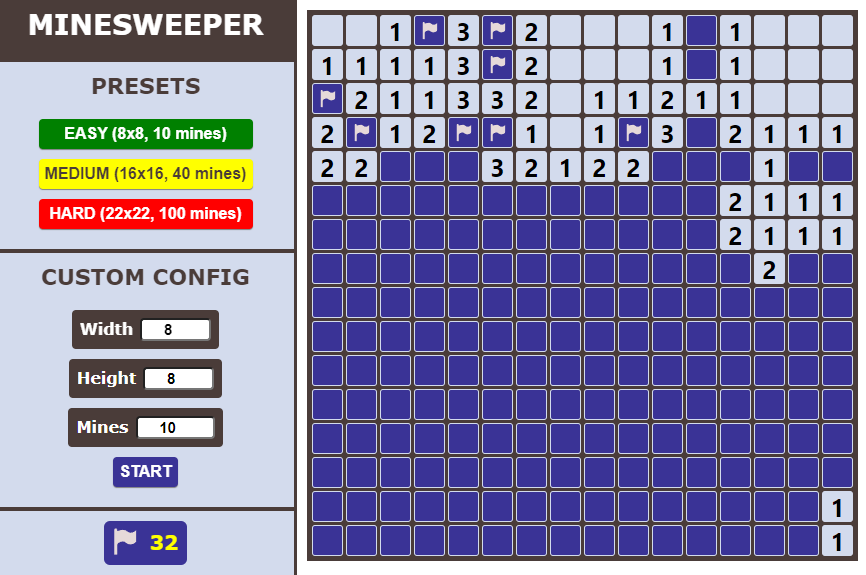 MINESWEEPER
PRESETS
EASY (8x8, 10 mines)
MEDIUM (16x16, 40 mines)
HARD (22x22, 100 mines)
CUSTOM CONFIG
Width 8
Height 8
Mines 10
START
32
1 3 2 1 1
1 1 1 1 3 2 1 1
2 1 1 3 3 2 1 1 2 1 1
2 1 2 1 1 3 2 1 1 1
2 2 3 2 1 2 2 1
2 1 1 1
2 1 1 1
2
1
1